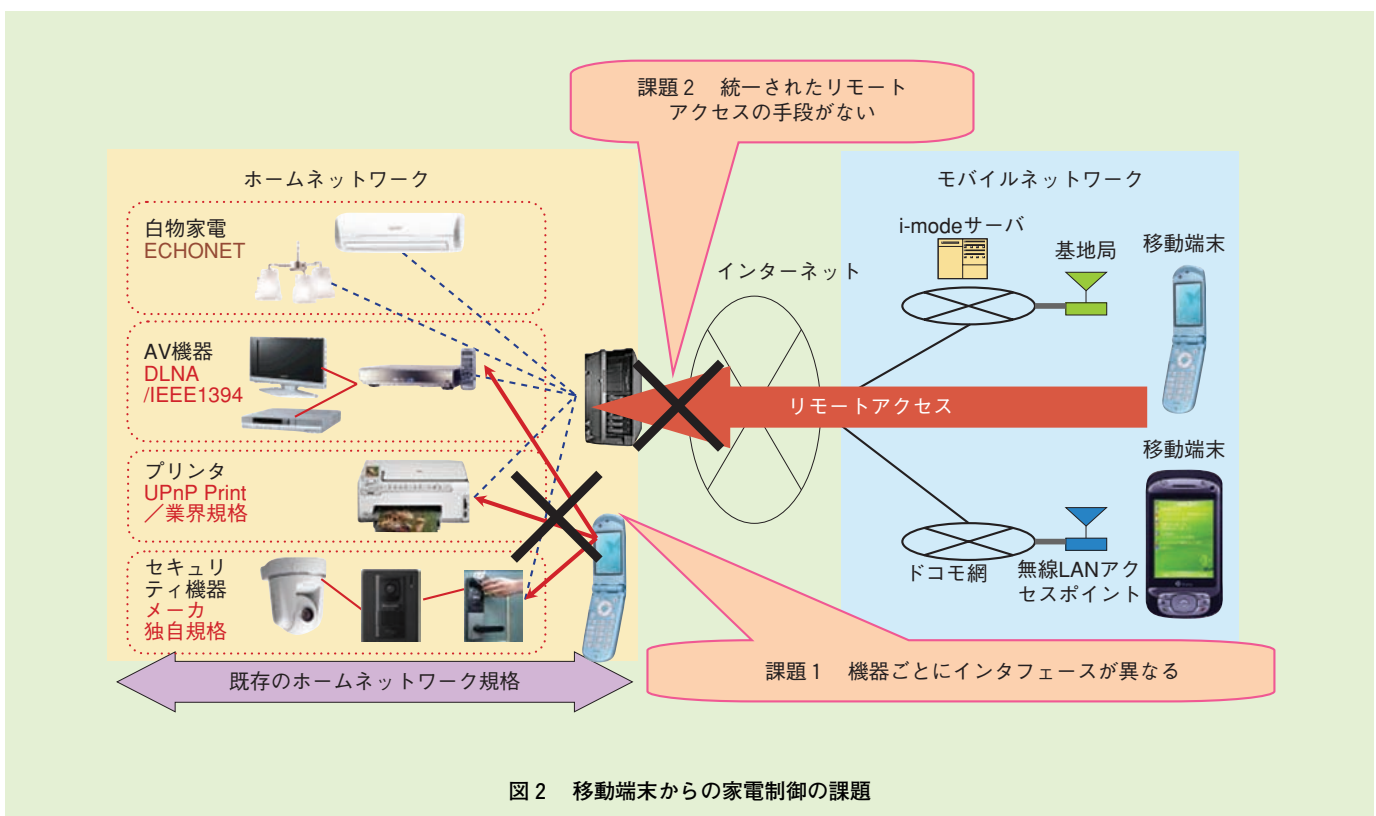 課題2　統一されたリモート
アクセスの手段がない
ホームネットワーク
モバイルネットワーク
白物家電
ECHONET
i-modeサーバ
基地局
移動端末
インターネット
AV機器
DLNA
/IEEE1394
リモートアクセス
移動端末
プリンタ
UPnP Print
／業界規格
セキュリ
ティ機器
メーカ
独自規格
ドコモ網
無線LANアク
セスポイント
既存のホームネットワーク規格
課題1　機器ごとにインタフェースが異なる
図2　移動端末からの家電制御の課題